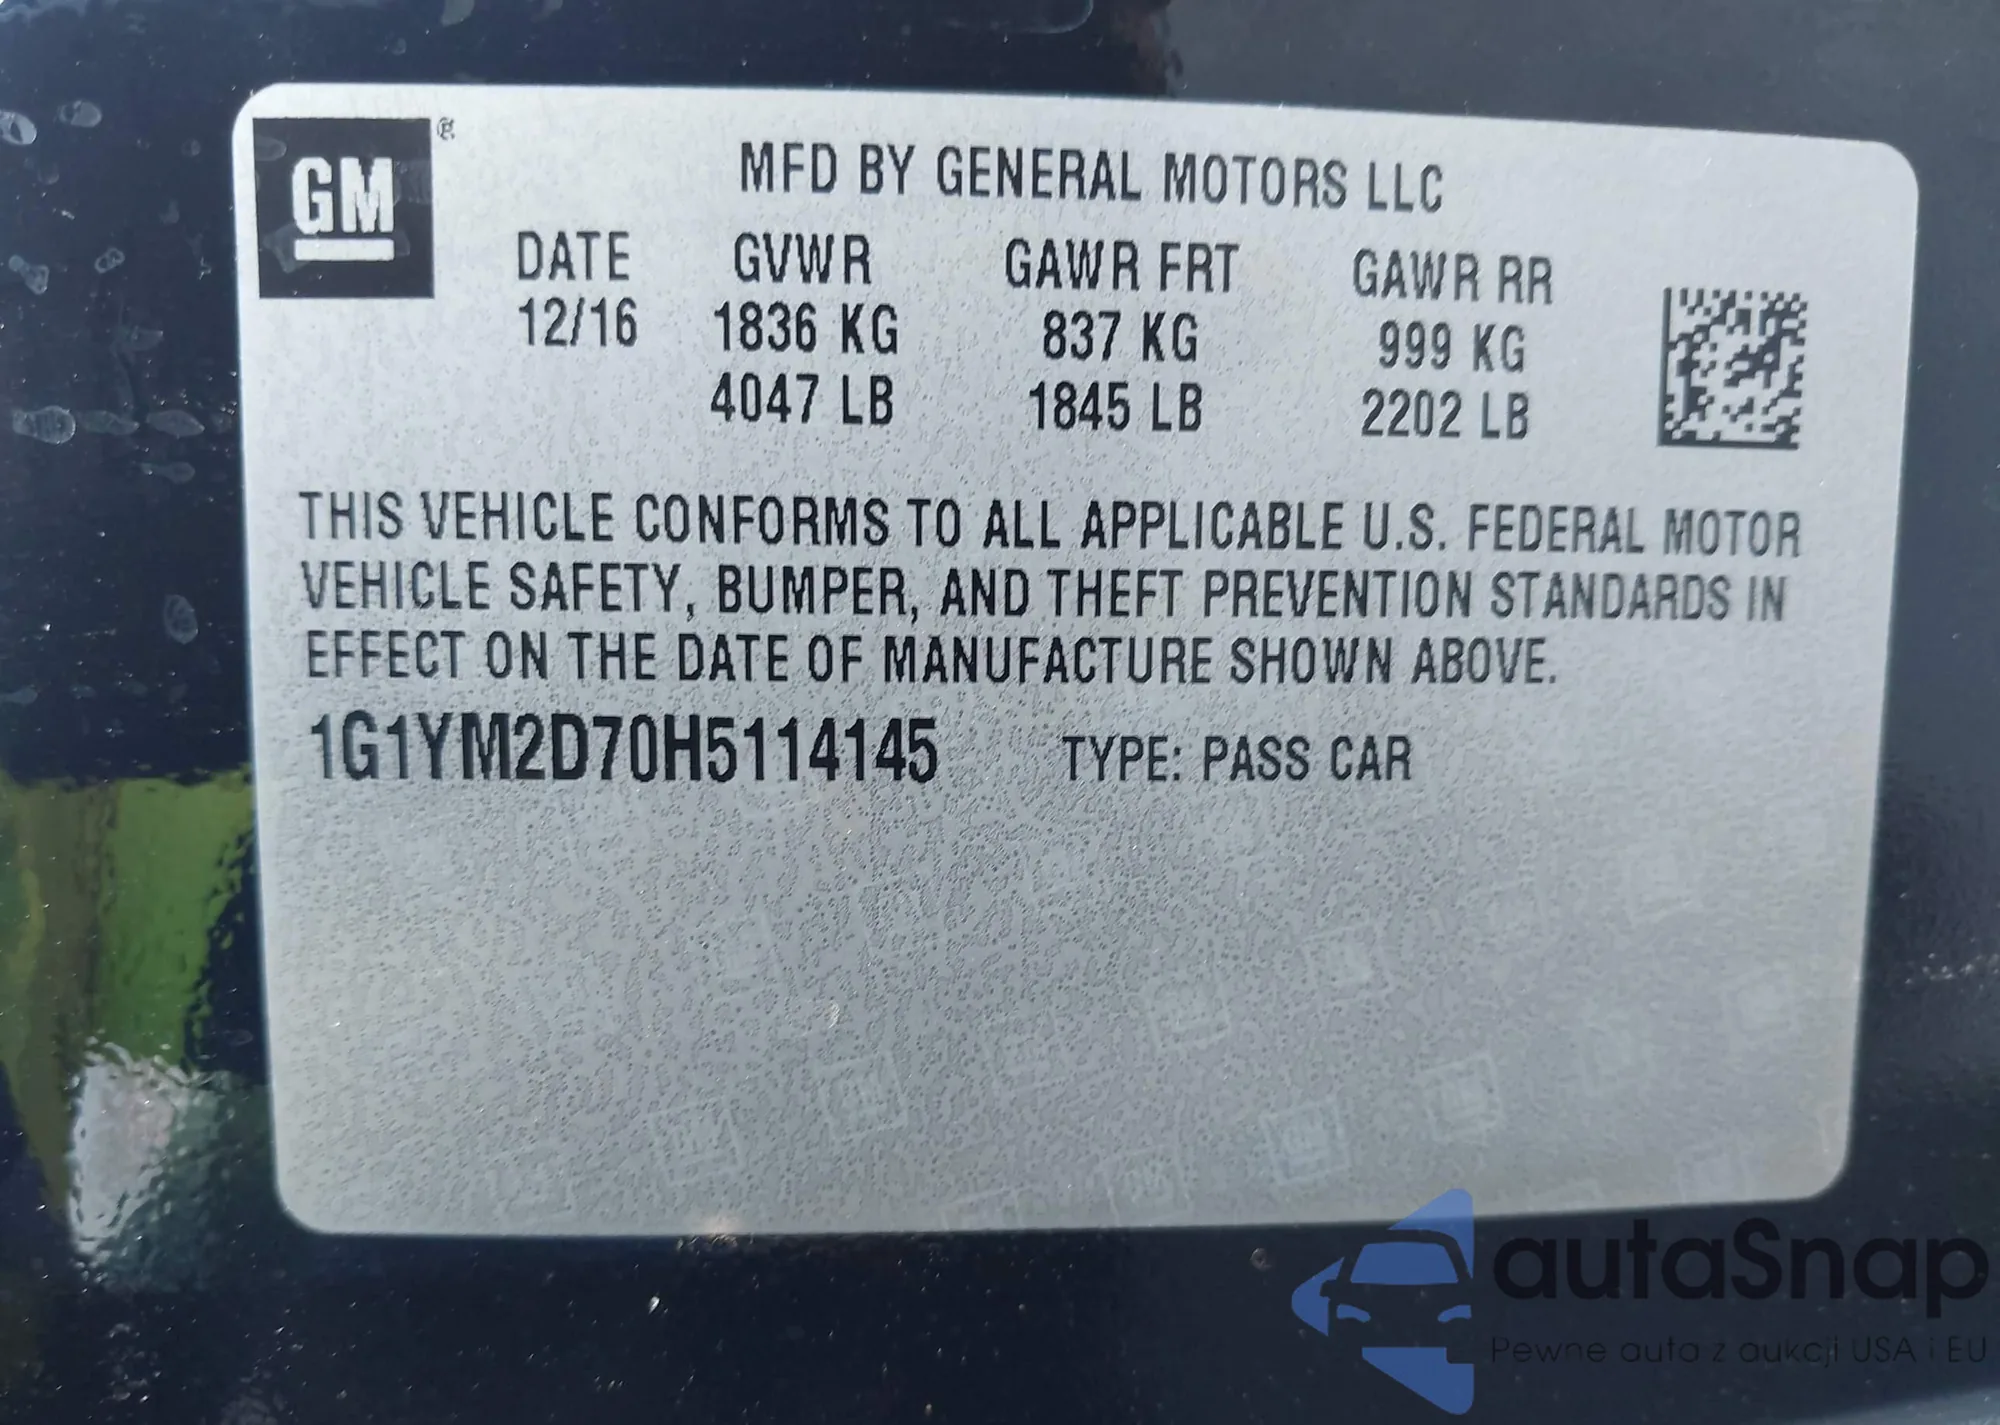 GM
MFD BY GENERAL MOTORS LLC
DATE GVWR GAWR FRT GAWR RR
12/16 1836 KG 837 KG 999 KG
4047 LB 1845 LB 2202 LB
THIS VEHICLE CONFORMS TO ALL APPLICABLE U.S. FEDERAL MOTOR
VEHICLE SAFETY, BUMPER, AND THEFT PREVENTION STANDARDS IN
EFFECT ON THE DATE OF MANUFACTURE SHOWN ABOVE.
1G1YM2D70H5114145 TYPE: PASS CAR
autaSnap
Pewne auta z aukcji USA i EU